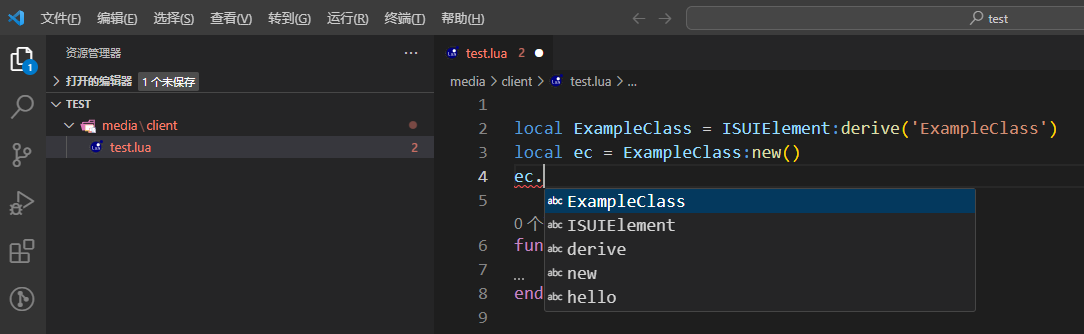 文件(F) 编辑(E) 选择(S) 查看(V) 转到(G) 运行(R) 终端(T) 帮助(H) test
资源管理器 ...
打开的编辑器 1 个未保存
TEST
media\client
test.lua 2
1
test.lua 2
media > client > test.lua > ...
1
2 local ExampleClass = ISUIElement:derive('ExampleClass')
3 local ec = ExampleClass:new()
4 ec.
5
0 个
6 fun
7 ...
8 end
9
abc ExampleClass
abc ISUIElement
abc derive
abc new
abc hello